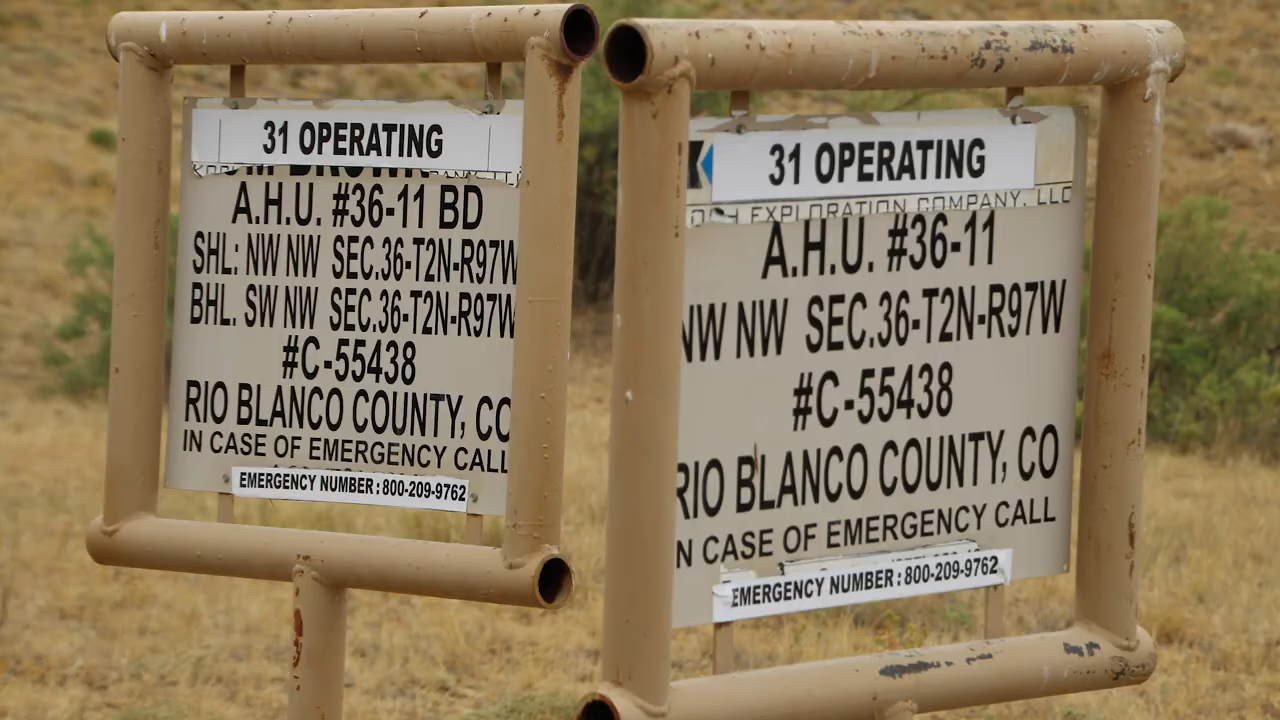 31 OPERATING
A.H.U. #36-11 BD
SHL: NW NW SEC.36-T2N-R97W
BHL. SW NW SEC.36-T2N-R97W
#C-55438
RIO BLANCO COUNTY, CO
IN CASE OF EMERGENCY CALL
EMERGENCY NUMBER: 800-209-9762
31 OPERATING
EXPLORATION COMPANY, LLC
A.H.U. #36-11
NW NW SEC.36-T2N-R97W
#C-55438
RIO BLANCO COUNTY, CO
IN CASE OF EMERGENCY CALL
EMERGENCY NUMBER: 800-209-9762